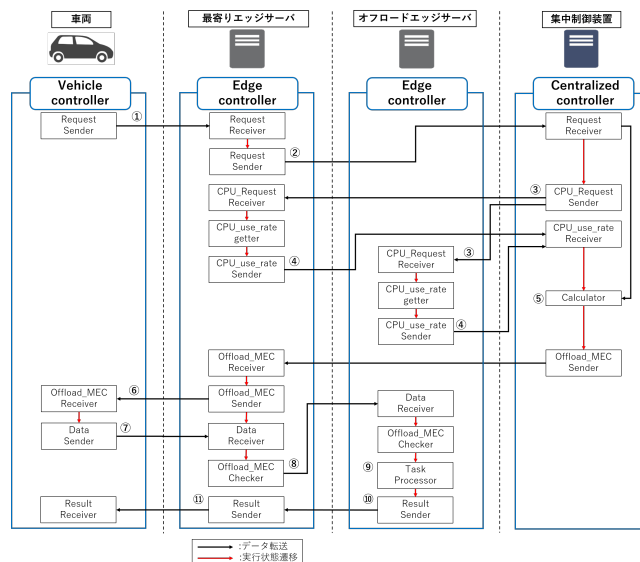 車両
最寄りエッジサーバ
オフロードエッジサーバ
集中制御装置
Vehicle
controller
Edge
controller
Edge
controller
Centralized
controller
Request
Sender
①
Request
Receiver
Request
Sender
②
Request
Receiver
CPU_Request
Receiver
③
CPU_Request
Sender
CPU_use_rate
getter
CPU_use_rate
Receiver
CPU_use_rate
Sender
④
CPU_Request
Receiver
③
CPU_use_rate
getter
⑤
Calculator
CPU_use_rate
Sender
④
Offload_MEC
Receiver
Offload_MEC
Sender
Offload_MEC
Receiver
⑥
Offload_MEC
Sender
Data
Receiver
Data
Sender
⑦
Data
Receiver
Offload_MEC
Checker
Offload_MEC
Checker
⑧
⑨
Task
Processor
Result
Receiver
⑪
Result
Sender
⑩
Result
Sender
:データ転送
:実行状態遷移